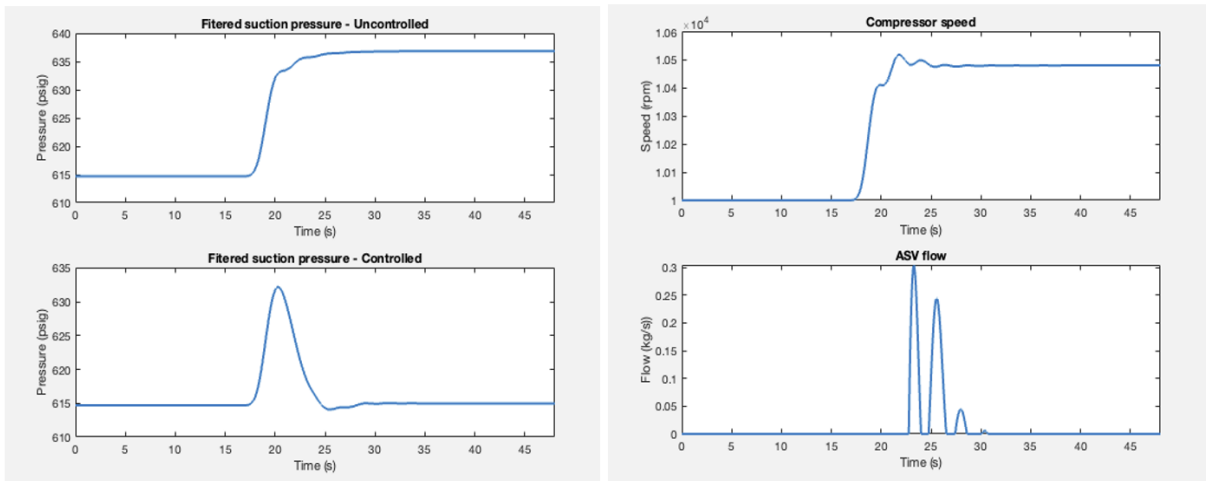 Fitered suction pressure - Uncontrolled
640
635
630
625
620
615
610
Pressure (psig)
0 5 10 15 20 25 30 35 40 45
Time (s)
Fitered suction pressure - Controlled
635
630
625
620
615
610
Pressure (psig)
0 5 10 15 20 25 30 35 40 45
Time (s)
Compressor speed
×10⁴
1.06
1.05
1.04
1.03
1.02
1.01
1
Speed (rpm)
0 5 10 15 20 25 30 35 40 45
Time (s)
ASV flow
0.3
0.25
0.2
0.15
0.1
0.05
0
Flow (kg/s))
0 5 10 15 20 25 30 35 40 45
Time (s)